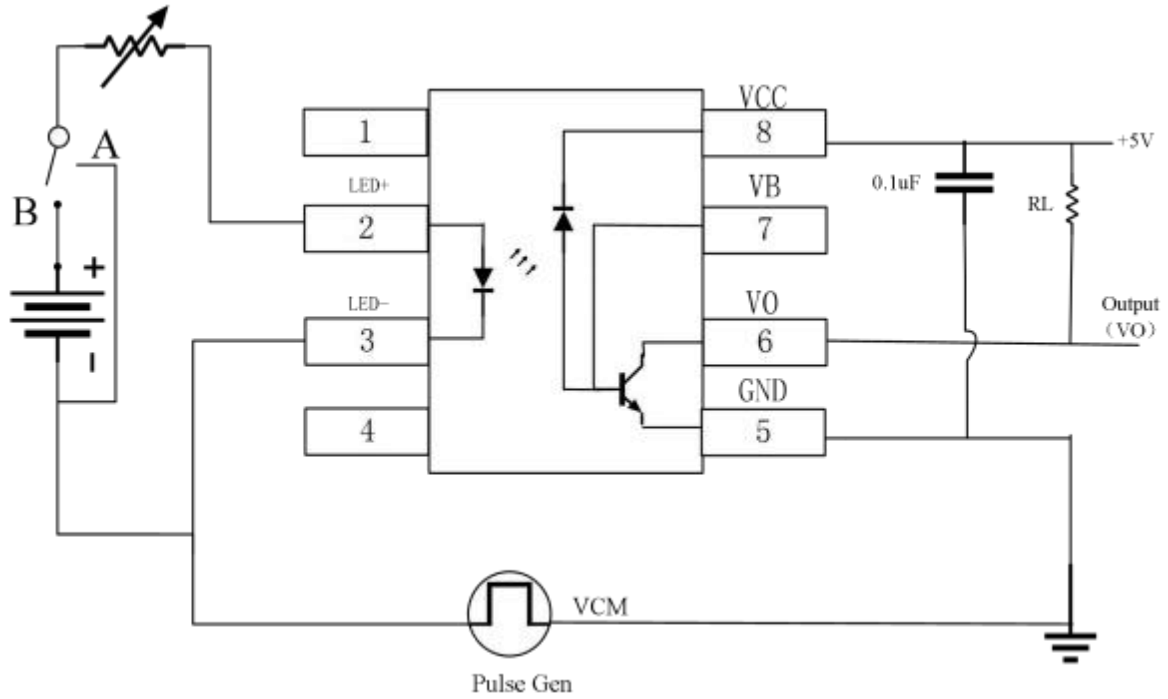 A
B
+
−
1
LED+
2
LED−
3
4
VCC
8
VB
7
VO
6
GND
5
0.1uF
RL
+5V
Output
（VO）
VCM
Pulse Gen